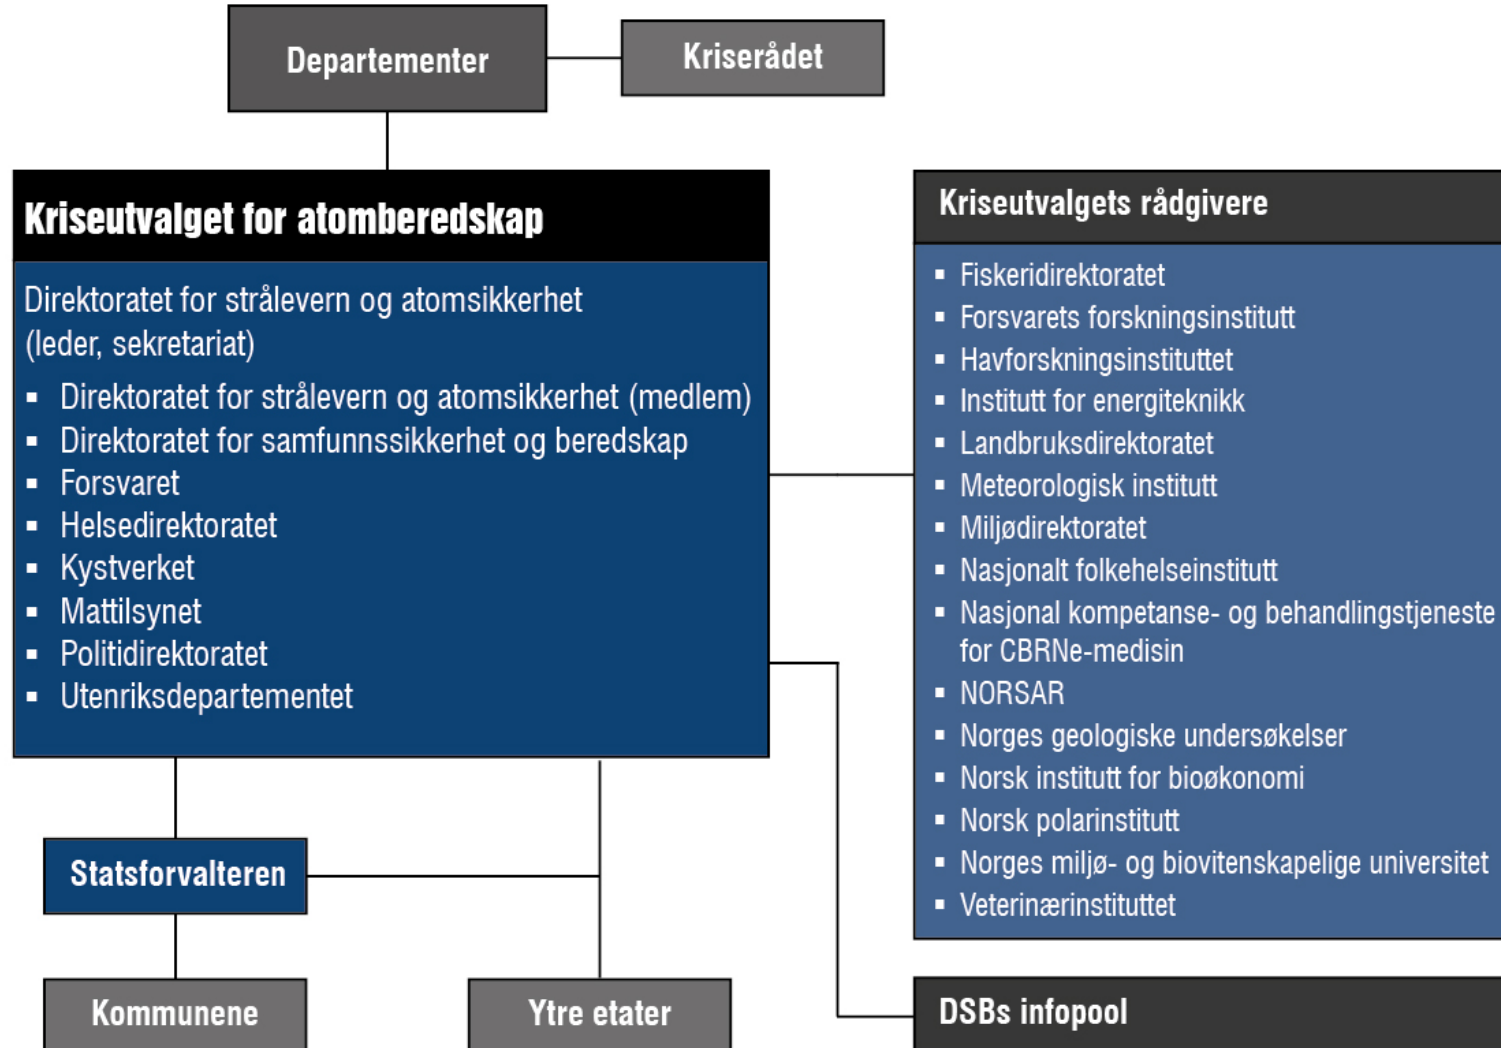 Departementer
Kriserådet
Kriseutvalget for atomberedskap
Direktoratet for strålevern og atomsikkerhet
(leder, sekretariat)
▪ Direktoratet for strålevern og atomsikkerhet (medlem)
▪ Direktoratet for samfunnssikkerhet og beredskap
▪ Forsvaret
▪ Helsedirektoratet
▪ Kystverket
▪ Mattilsynet
▪ Politidirektoratet
▪ Utenriksdepartementet
Kriseutvalgets rådgivere
▪ Fiskeridirektoratet
▪ Forsvarets forskningsinstitutt
▪ Havforskningsinstituttet
▪ Institutt for energiteknikk
▪ Landbruksdirektoratet
▪ Meteorologisk institutt
▪ Miljødirektoratet
▪ Nasjonalt folkehelseinstitutt
▪ Nasjonal kompetanse- og behandlingstjeneste
for CBRNe-medisin
▪ NORSAR
▪ Norges geologiske undersøkelser
▪ Norsk institutt for bioøkonomi
▪ Norsk polarinstitutt
▪ Norges miljø- og biovitenskapelige universitet
▪ Veterinærinstituttet
Statsforvalteren
Kommunene
Ytre etater
DSBs infopool